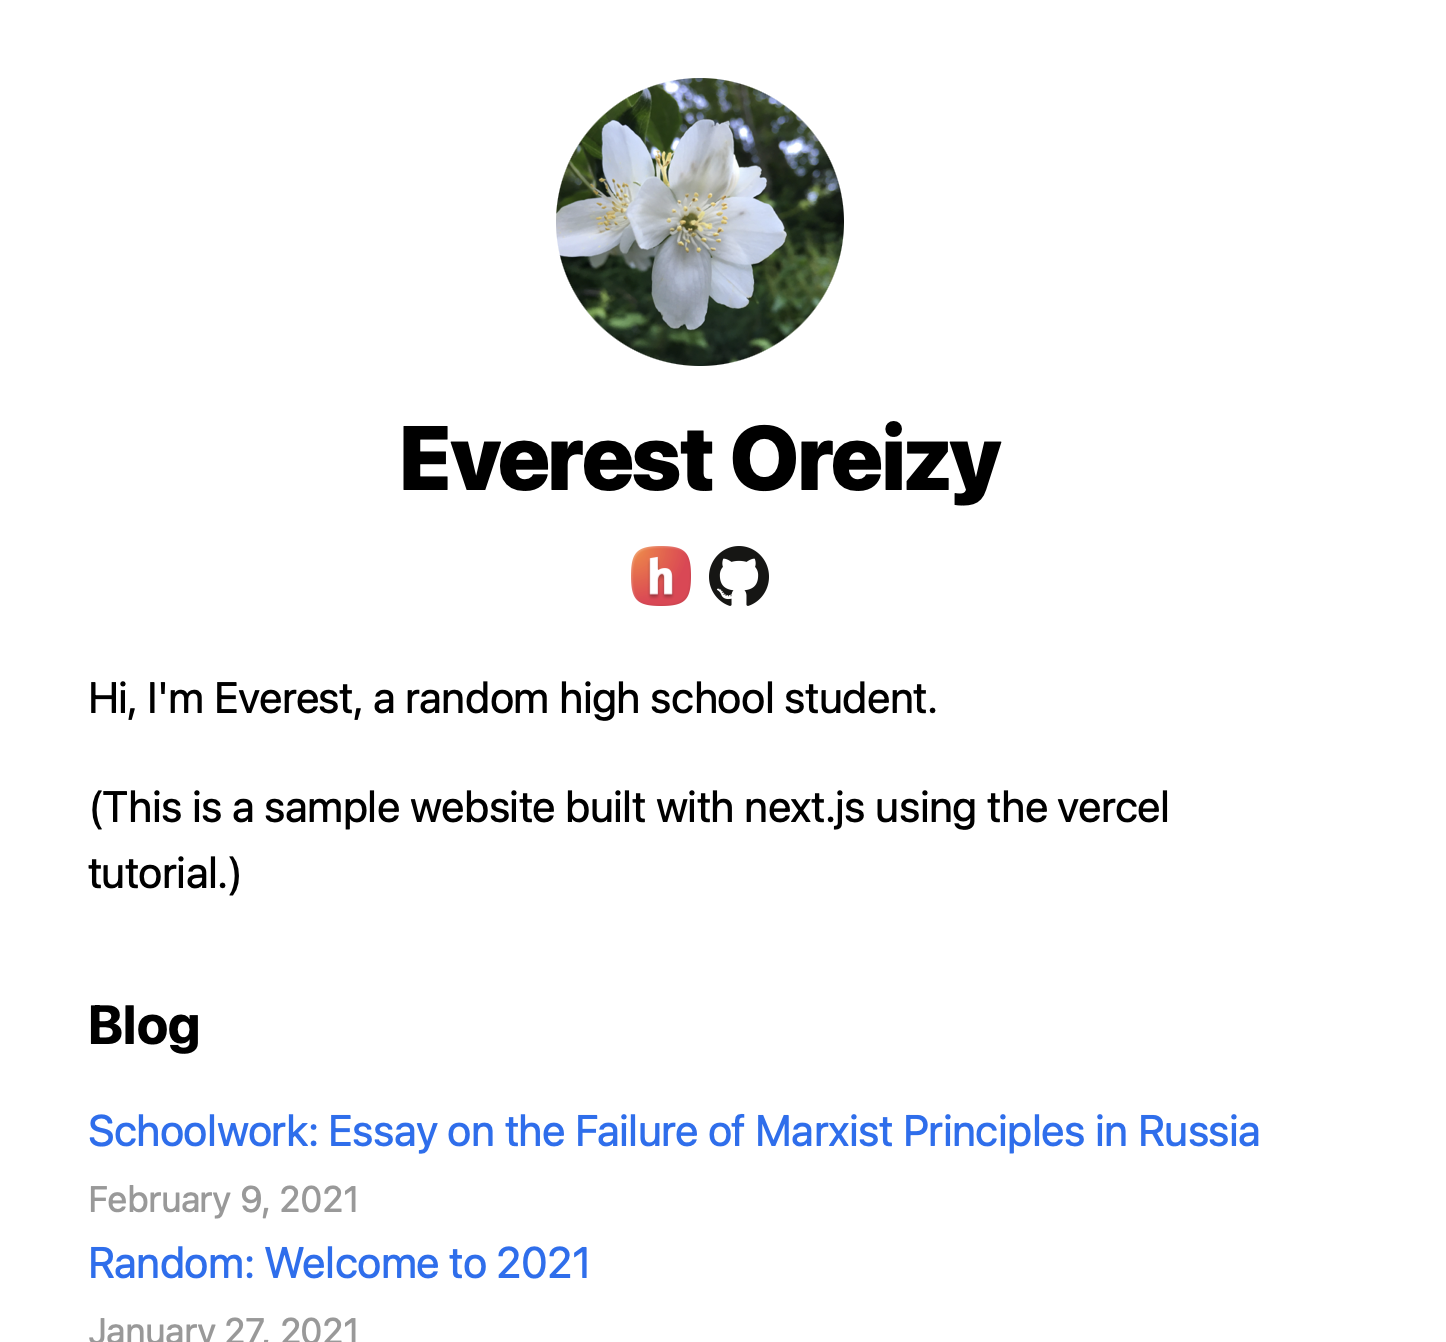 Everest Oreizy
h
Hi, I'm Everest, a random high school student.
(This is a sample website built with next.js using the vercel
tutorial.)
Blog
Schoolwork: Essay on the Failure of Marxist Principles in Russia
February 9, 2021
Random: Welcome to 2021
January 27, 2021